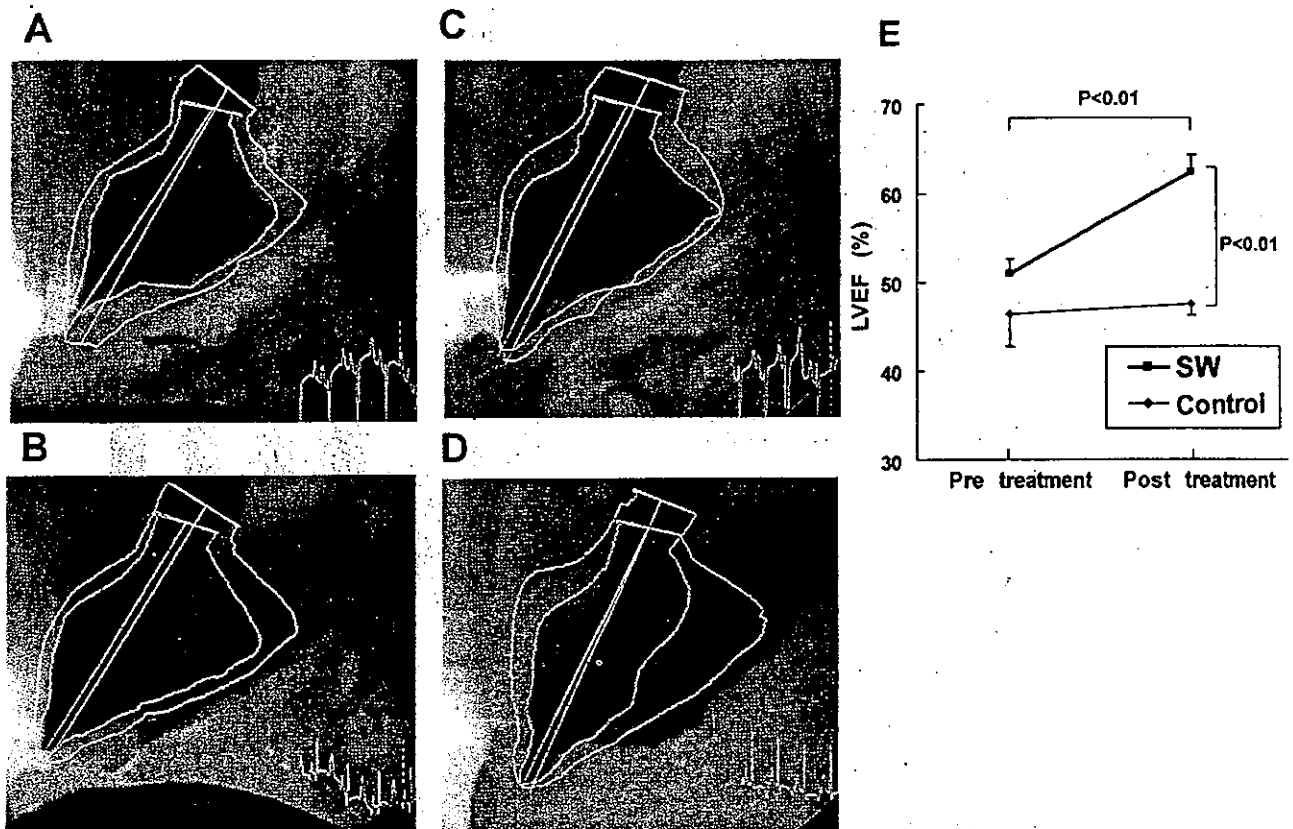 A
C
E
P<0.01
70
60
50
40
30
LVEF (%)
P<0.01
SW
Control
Pre treatment
Post treatment
B
D